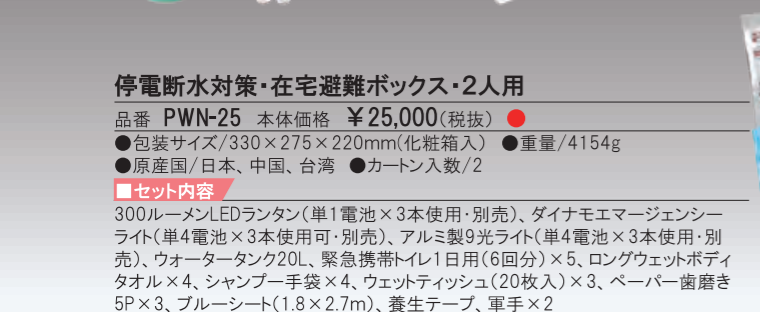 停電断水対策・在宅避難ボックス・2人用
品番 PWN-25 本体価格 ￥25,000(税抜) ●
●包装サイズ/330×275×220mm(化粧箱入) ●重量/4154g
●原産国/日本、中国、台湾 ●カートン入数/2
■セット内容
300ルーメンLEDランタン(単1電池×3本使用・別売)、ダイナモエマージェンシー
ライト(単4電池×3本使用可・別売)、アルミ製9光ライト(単4電池×3本使用・別
売)、ウォータータンク20L、緊急携帯トイレ1日用(6回分)×5、ロングウェットボディ
タオル×4、シャンプー手袋×4、ウェットティッシュ(20枚入)×3、ペーパー歯磨き
5P×3、ブルーシート(1.8×2.7m)、養生テープ、軍手×2